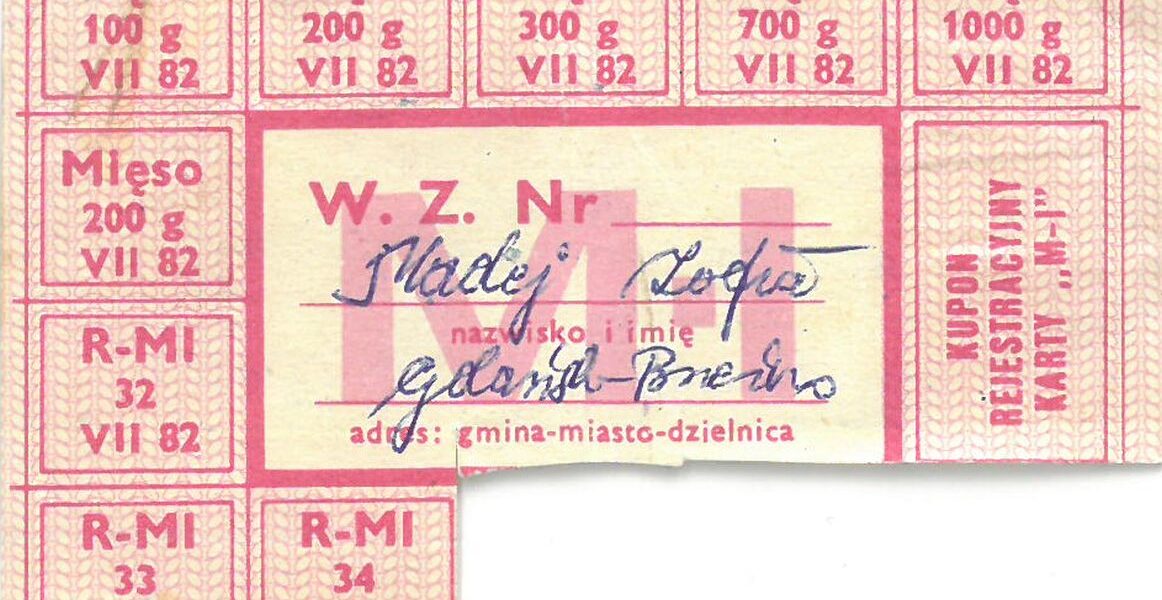 100 g
VII 82
200 g
VII 82
300 g
VII 82
700 g
VII 82
1000 g
VII 82
Mięso
200 g
VII 82
R-MI
32
VII 82
R-MI
33
R-MI
34
M-I
W. Z. Nr
Madej Zofia
nazwisko i imię
Gdańsk-Brzeźno
adres: gmina-miasto-dzielnica
KUPON
REJESTRACYJNY
KARTY „M-I”